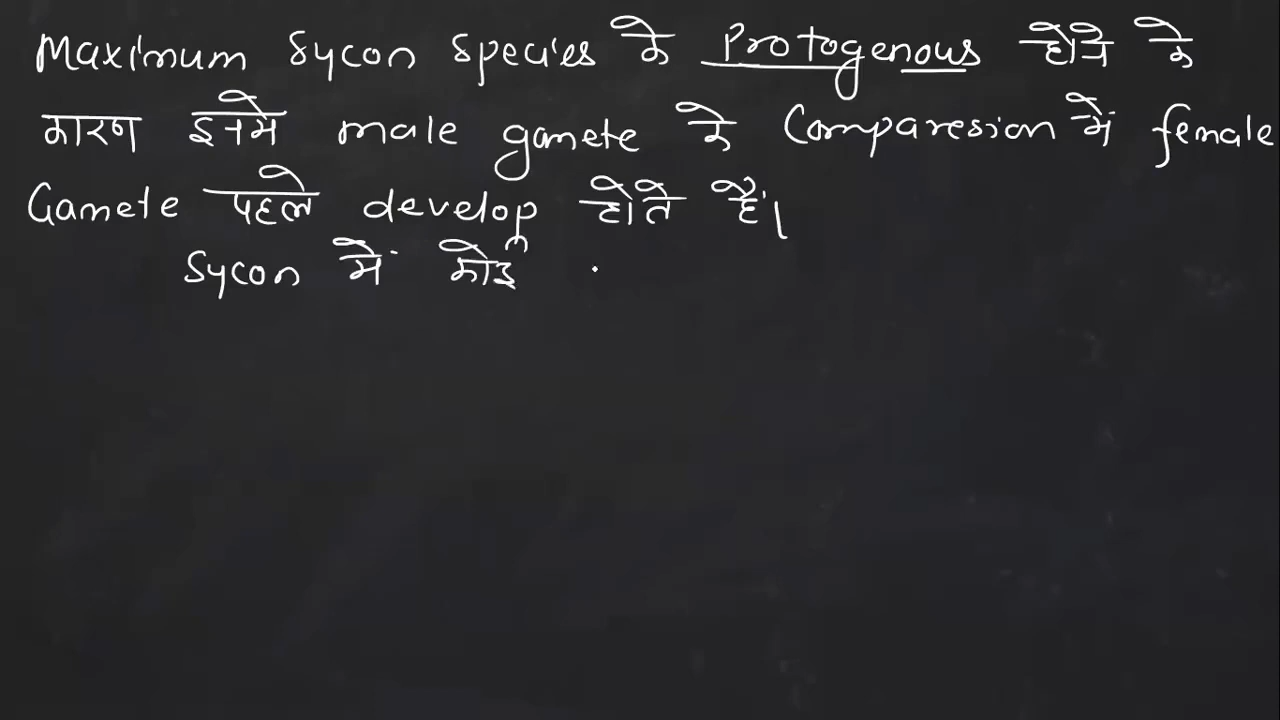 Maximum Sycon Species के Protogenous होने के
कारण इनमे male gamete के Comparesion में female
Gamete पहले develop होते हैं।
Sycon में कोई